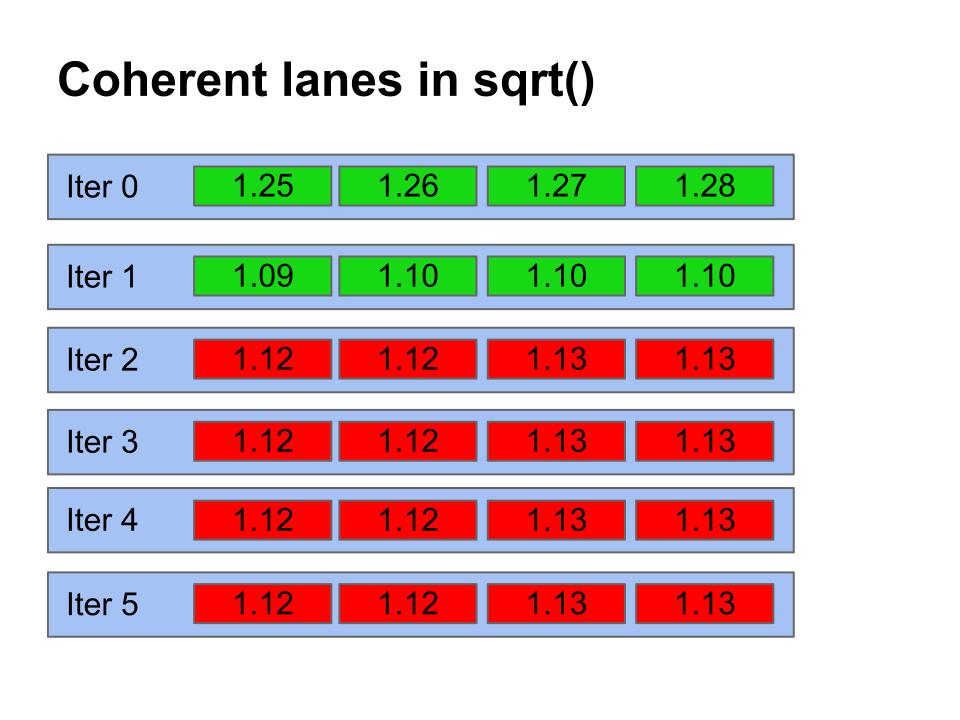 Coherent lanes in sqrt()
Iter 0 1.25 1.26 1.27 1.28
Iter 1 1.09 1.10 1.10 1.10
Iter 2 1.12 1.12 1.13 1.13
Iter 3 1.12 1.12 1.13 1.13
Iter 4 1.12 1.12 1.13 1.13
Iter 5 1.12 1.12 1.13 1.13